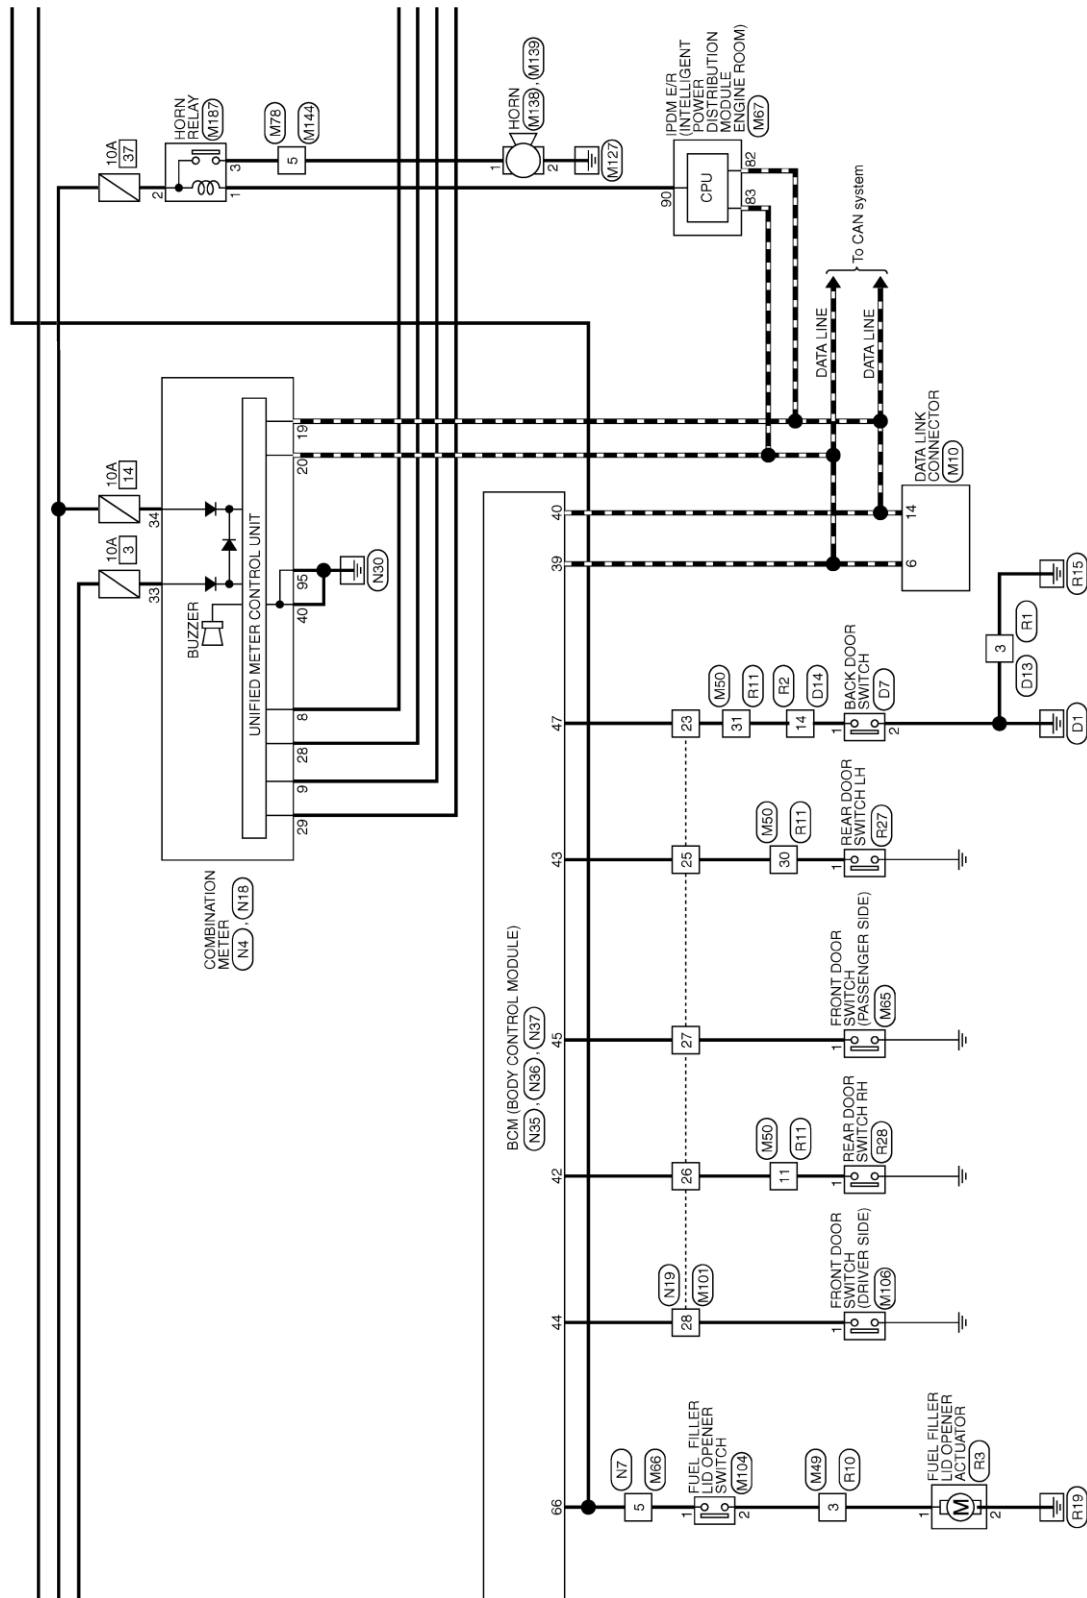 10A
37
2
HORN
RELAY
M187
3
1
M78
5
M144
1
HORN
M138 , M139
2
M127
IPDM E/R
(INTELLIGENT
POWER
DISTRIBUTION
MODULE
ENGINE ROOM)
M67
90
CPU
82
83
To CAN system
DATA LINE
DATA LINE
10A
14
34
10A
3
33
BUZZER
UNIFIED METER CONTROL UNIT
19
20
95
40
N30
8
28
9
29
COMBINATION
METER
N4 , N18
40
39
DATA LINK
CONNECTOR
M10
14
6
BCM (BODY CONTROL MODULE)
N35 , N36 , N37
47
23
M50
31
R11
R2
14
D14
1
BACK DOOR
SWITCH
D7
2
3
R1
D13
R15
D1
43
25
M50
30
R11
1
REAR DOOR
SWITCH LH
R27
45
27
1
FRONT DOOR
SWITCH
(PASSENGER SIDE)
M65
42
26
M50
11
R11
1
REAR DOOR
SWITCH RH
R28
44
N19
28
M101
1
FRONT DOOR
SWITCH
(DRIVER SIDE)
M106
66
N7
5
M66
1
FUEL FILLER
LID OPENER
SWITCH
M104
2
M49
3
R10
FUEL FILLER
LID OPENER
ACTUATOR
R3
1
M
2
R19